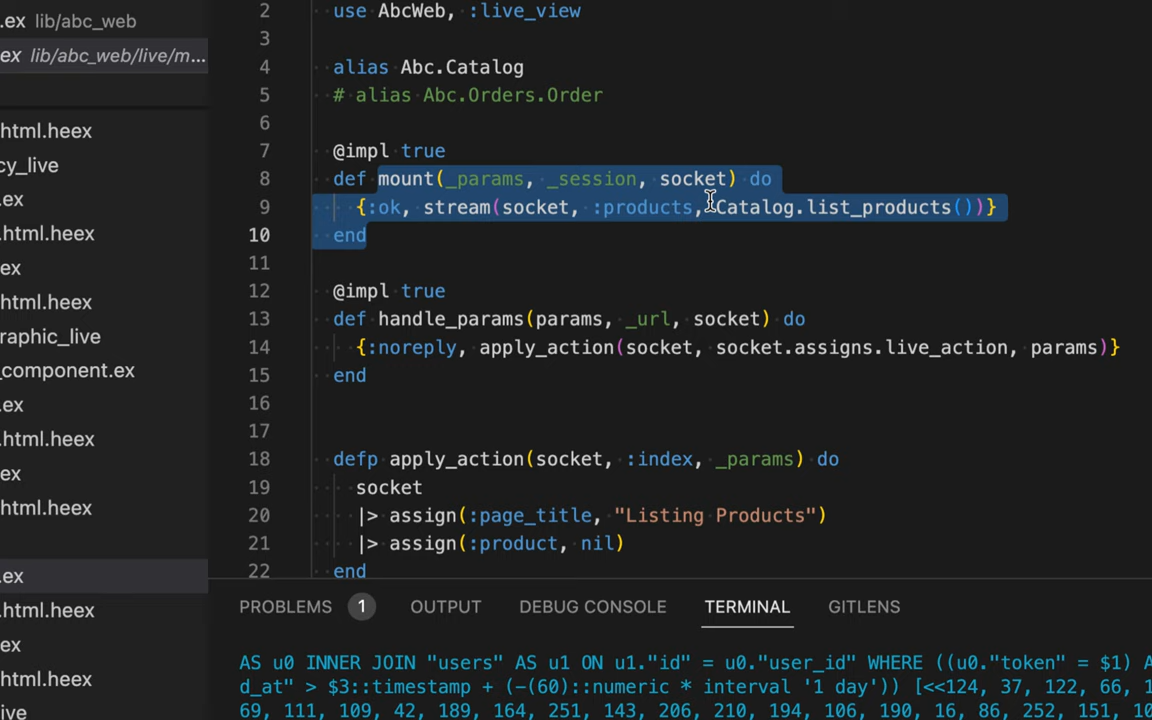 .ex lib/abc_web
ex lib/abc_web/live/m...
html.heex
cy_live
.ex
.html.heex
ex
.html.heex
raphic_live
_component.ex
.ex
.html.heex
ex
.html.heex
.ex
.html.heex
ex
.html.heex
live
2 use AbcWeb, :live_view
3
4 alias Abc.Catalog
5 # alias Abc.Orders.Order
6
7 @impl true
8 def mount(_params, _session, socket) do
9 {:ok, stream(socket, :products, Catalog.list_products())}
10 end
11
12 @impl true
13 def handle_params(params, _url, socket) do
14 {:noreply, apply_action(socket, socket.assigns.live_action, params)}
15 end
16
17
18 defp apply_action(socket, :index, _params) do
19 socket
20 |> assign(:page_title, "Listing Products")
21 |> assign(:product, nil)
22 end
PROBLEMS 1 OUTPUT DEBUG CONSOLE TERMINAL GITLENS
AS u0 INNER JOIN "users" AS u1 ON u1."id" = u0."user_id" WHERE ((u0."token" = $1) A
d_at" > $3::timestamp + (-(60)::numeric * interval '1 day')) [<<124, 37, 122, 66, 1
69, 111, 109, 42, 189, 164, 251, 143, 206, 210, 194, 106, 190, 16, 86, 252, 151, 10